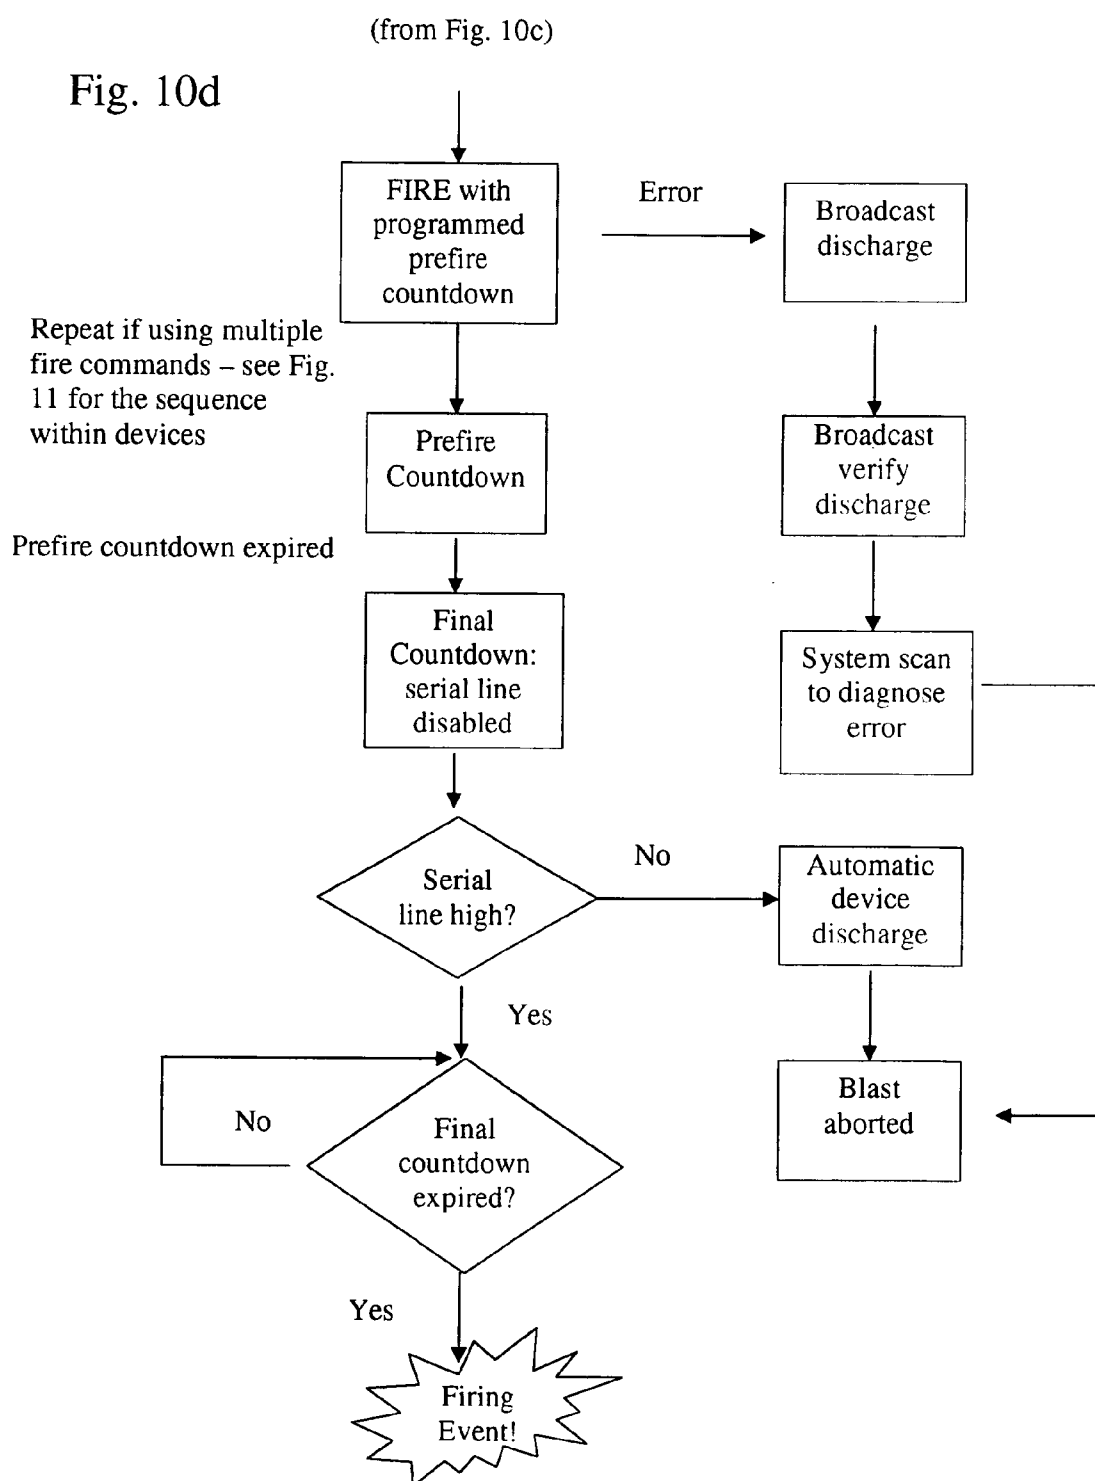 (from Fig. 10c)
Fig. 10d
FIRE with
programmed
prefire
countdown
Error
Broadcast
discharge
Repeat if using multiple
fire commands – see Fig.
11 for the sequence
within devices
Prefire
Countdown
Broadcast
verify
discharge
Prefire countdown expired
Final
Countdown:
serial line
disabled
System scan
to diagnose
error
Serial
line high?
No
Automatic
device
discharge
Yes
Blast
aborted
No
Final
countdown
expired?
Yes
Firing
Event!